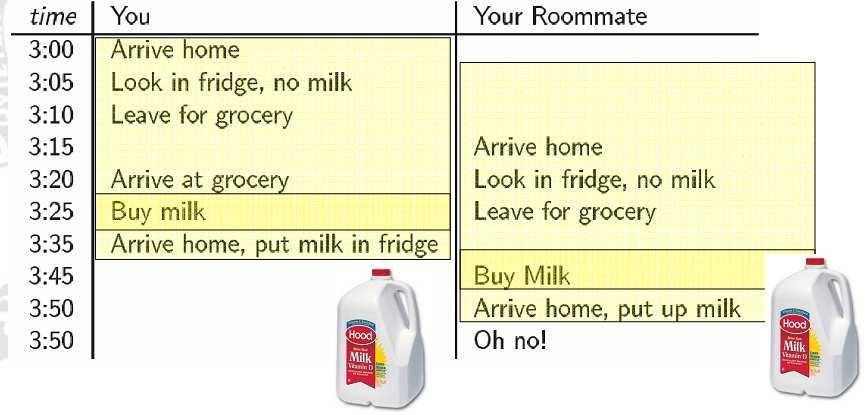 time You Your Roommate
3:00 Arrive home
3:05 Look in fridge, no milk
3:10 Leave for grocery
3:15 Arrive home
3:20 Arrive at grocery Look in fridge, no milk
3:25 Buy milk Leave for grocery
3:35 Arrive home, put milk in fridge
3:45 Buy Milk
3:50 Arrive home, put up milk
3:50 Oh no!
Hood
Milk
Vitamin D
Hood
Milk
Vitamin D